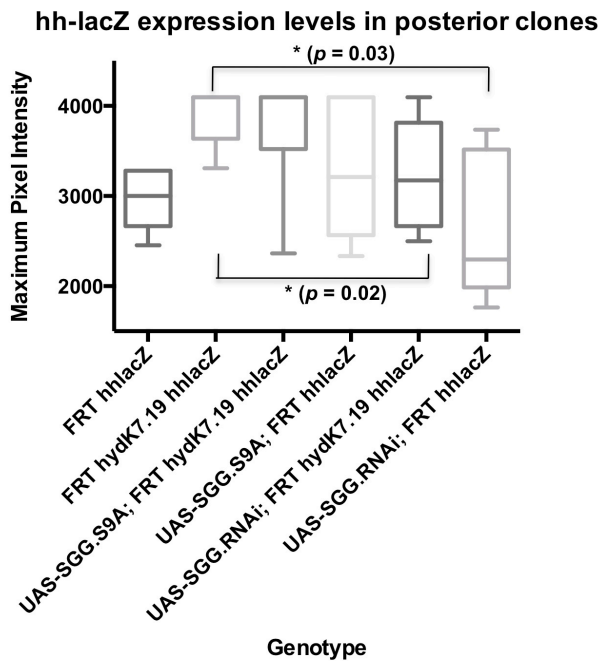 hh-lacZ expression levels in posterior clones
* (p = 0.03)
Maximum Pixel Intensity
4000
3000
2000
* (p = 0.02)
FRT hhlacZ
FRT hydK7.19 hhlacZ
UAS-SGG.S9A; FRT hydK7.19 hhlacZ
UAS-SGG.S9A; FRT hhlacZ
UAS-SGG.RNAi; FRT hydK7.19 hhlacZ
UAS-SGG.RNAi; FRT hhlacZ
Genotype